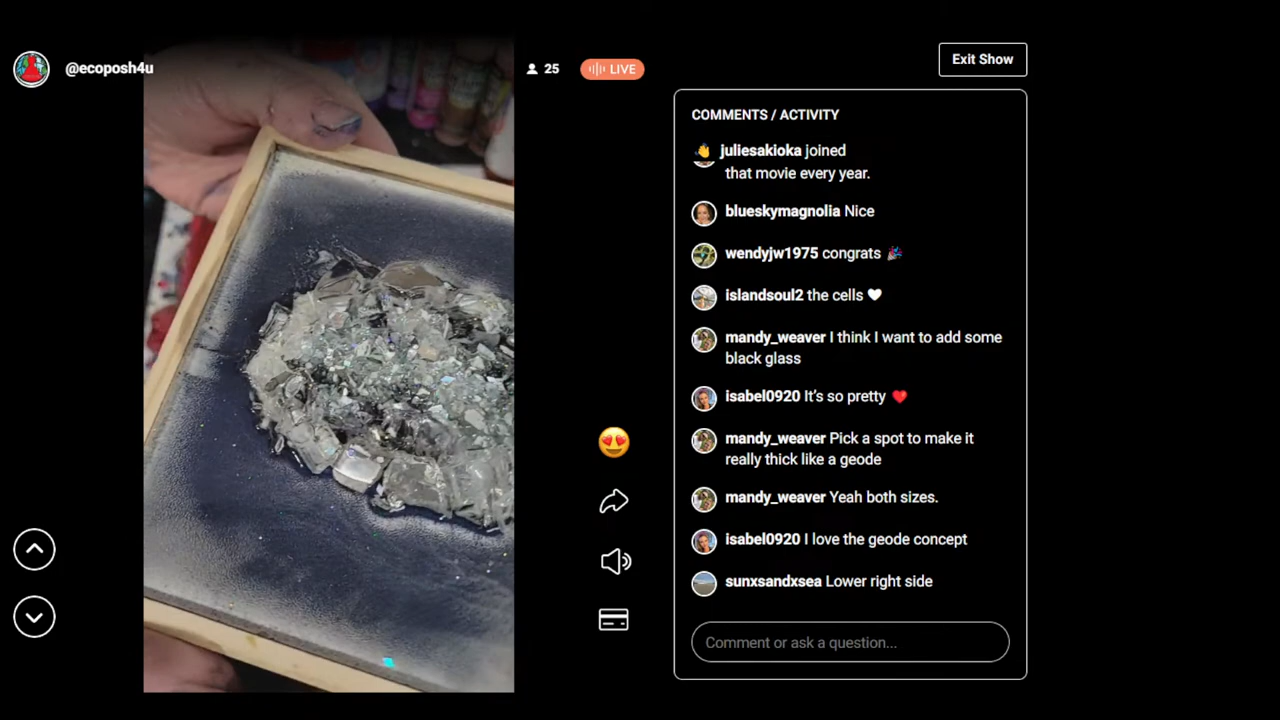 @ecoposh4u
25
LIVE
Exit Show
COMMENTS / ACTIVITY
juliesakioka joined
that movie every year.
blueskymagnolia Nice
wendyjw1975 congrats 🎉
islandsoul2 the cells 🤍
mandy_weaver I think I want to add some
black glass
isabel0920 It's so pretty ❤️
mandy_weaver Pick a spot to make it
really thick like a geode
mandy_weaver Yeah both sizes.
isabel0920 I love the geode concept
sunxsandxsea Lower right side
Comment or ask a question...